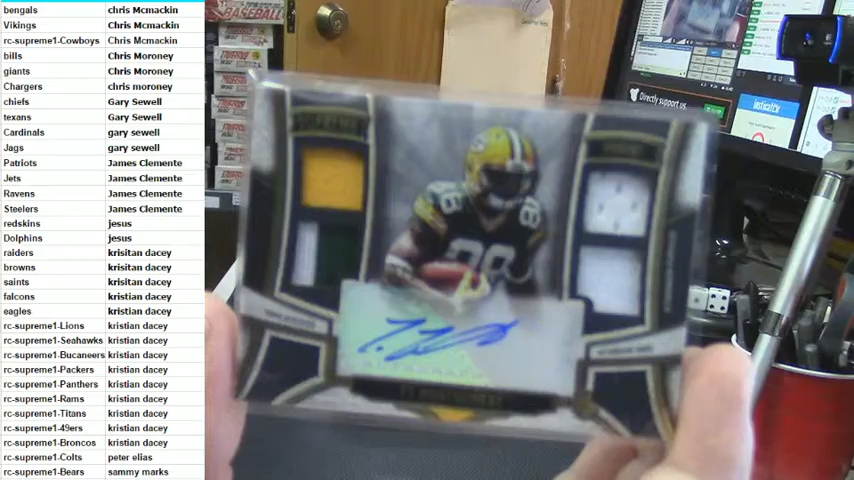 bengals chris Mcmackin
Vikings chris Mcmackin
rc-supreme1-Cowboys Chris Mcmackin
bills Chris Moroney
giants Chris Moroney
Chargers chris moroney
chiefs Gary Sewell
texans Gary Sewell
Cardinals gary sewell
Jags gary sewell
Patriots James Clemente
Jets James Clemente
Ravens James Clemente
Steelers James Clemente
redskins jesus
Dolphins jesus
raiders krisitan dacey
browns krisitan dacey
saints krisitan dacey
falcons kristian dacey
eagles kristian dacey
rc-supreme1-Lions kristian dacey
rc-supreme1-Seahawks kristian dacey
rc-supreme1-Bucaneers kristian dacey
rc-supreme1-Packers kristian dacey
rc-supreme1-Panthers kristian dacey
rc-supreme1-Rams kristian dacey
rc-supreme1-Titans kristian dacey
rc-supreme1-49ers kristian dacey
rc-supreme1-Broncos kristian dacey
rc-supreme1-Colts peter elias
rc-supreme1-Bears sammy marks
BASEBALL
Directly support us
88
88